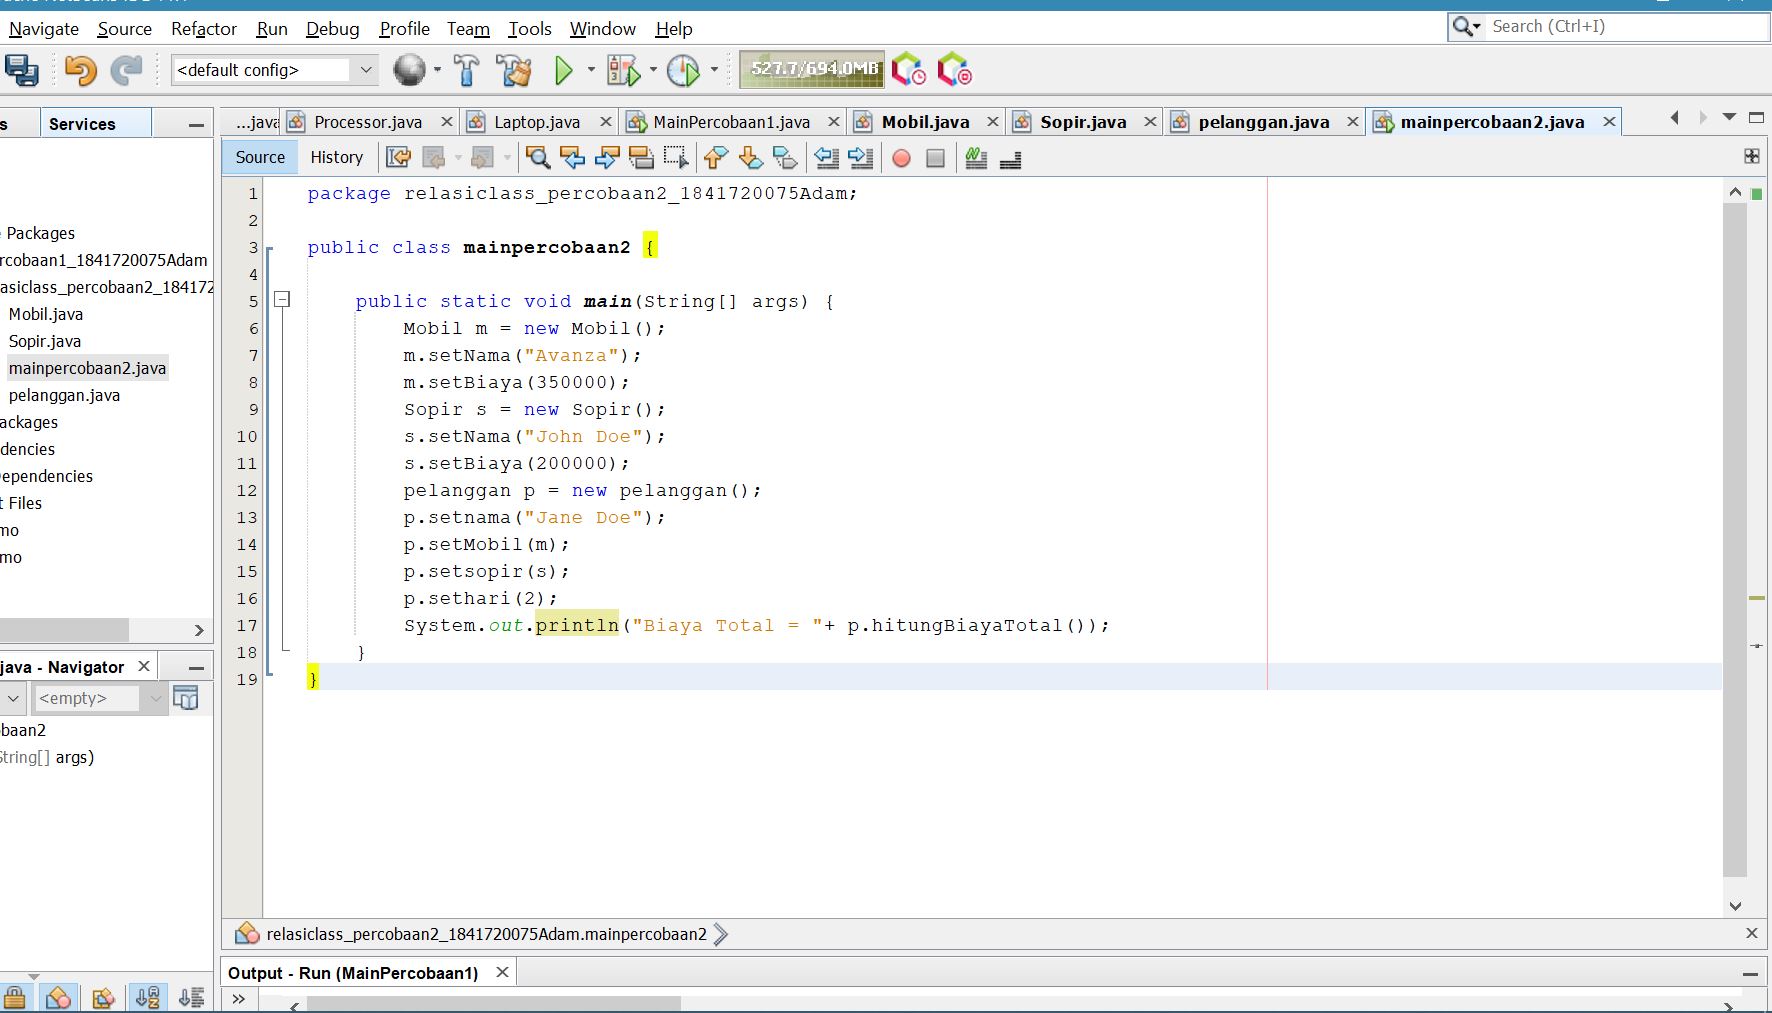 Navigate Source Refactor Run Debug Profile Team Tools Window Help
Search (Ctrl+I)
<default config>
527.7/694.0MB
s Services
...java Processor.java Laptop.java MainPercobaan1.java Mobil.java Sopir.java pelanggan.java mainpercobaan2.java
Source History
Packages
rcobaan1_1841720075Adam
asiclass_percobaan2_184172
Mobil.java
Sopir.java
mainpercobaan2.java
pelanggan.java
ackages
dencies
ependencies
t Files
mo
mo
java - Navigator
<empty>
baan2
String[] args)
1 package relasiclass_percobaan2_1841720075Adam;
2
3 public class mainpercobaan2 {
4
5 public static void main(String[] args) {
6 Mobil m = new Mobil();
7 m.setNama("Avanza");
8 m.setBiaya(350000);
9 Sopir s = new Sopir();
10 s.setNama("John Doe");
11 s.setBiaya(200000);
12 pelanggan p = new pelanggan();
13 p.setnama("Jane Doe");
14 p.setMobil(m);
15 p.setsopir(s);
16 p.sethari(2);
17 System.out.println("Biaya Total = "+ p.hitungBiayaTotal());
18 }
19 }
relasiclass_percobaan2_1841720075Adam.mainpercobaan2
Output - Run (MainPercobaan1)